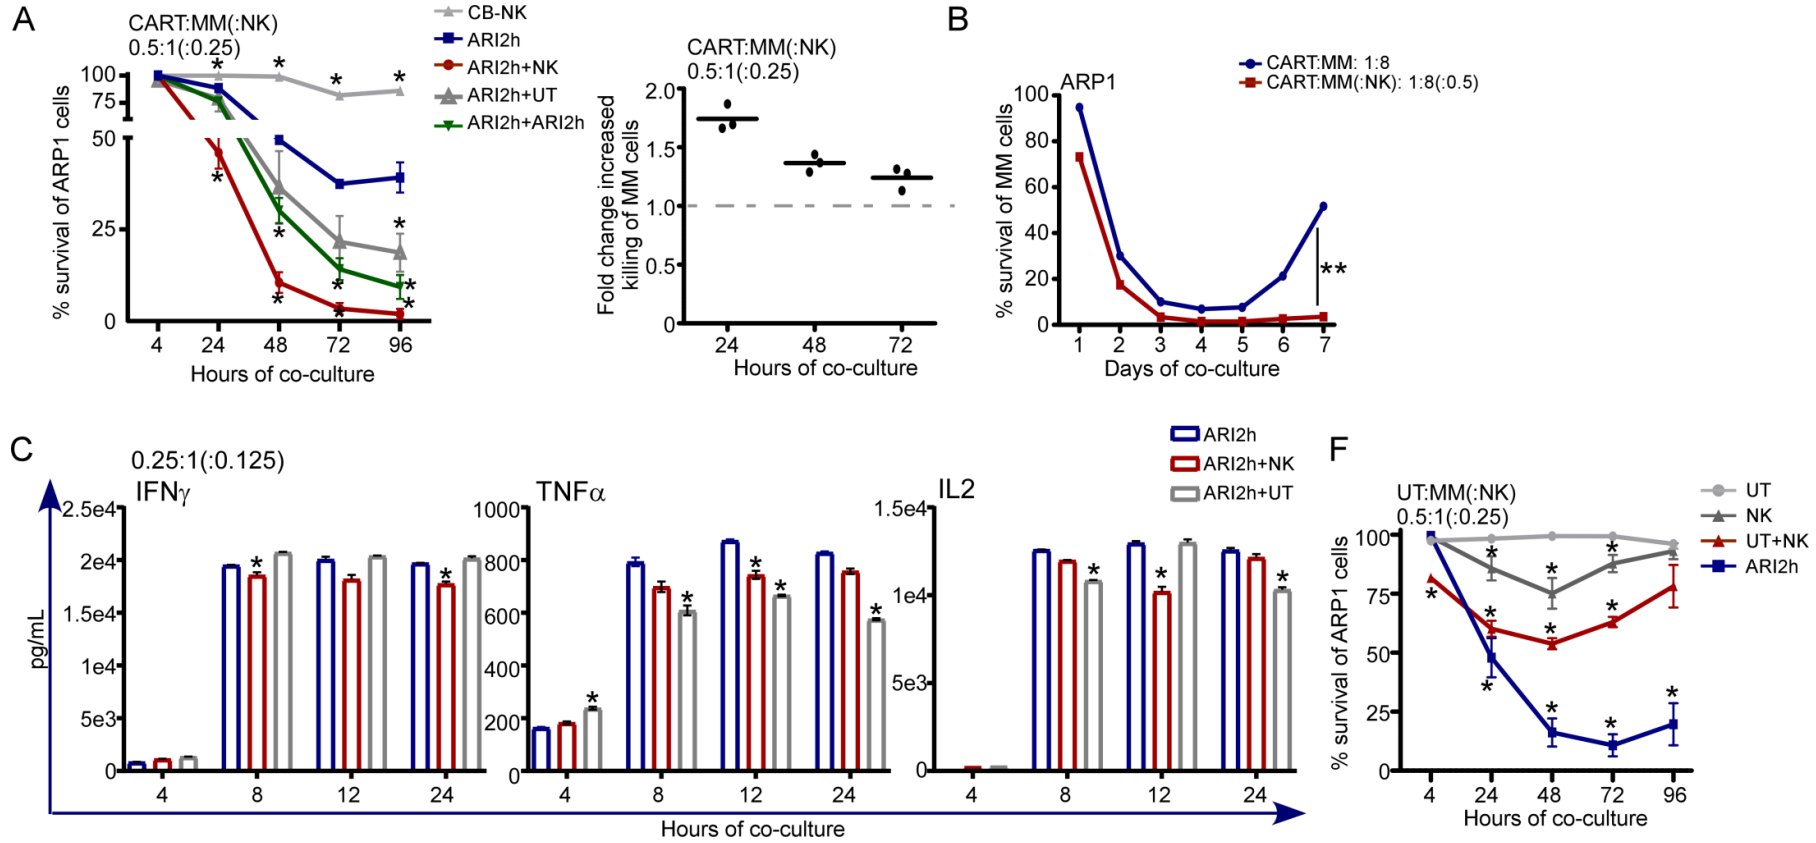 A
CART:MM(:NK)
0.5:1(:0.25)
CB-NK
ARI2h
ARI2h+NK
ARI2h+UT
ARI2h+ARI2h
% survival of ARP1 cells
100
75
50
25
0
* * * *
*
*
*
*
*
*
*
*
*
4 24 48 72 96
Hours of co-culture
CART:MM(:NK)
0.5:1(:0.25)
Fold change increased
killing of MM cells
2.0
1.5
1.0
0.5
0
24 48 72
Hours of co-culture
B
ARP1
CART:MM: 1:8
CART:MM(:NK): 1:8(:0.5)
% survival of MM cells
100
80
60
40
20
0
**
1 2 3 4 5 6 7
Days of co-culture
C
0.25:1(:0.125)
ARI2h
ARI2h+NK
ARI2h+UT
pg/mL
IFNγ
2.5e4
2e4
1.5e4
1e4
5e3
0
* *
4 8 12 24
TNFα
1000
800
600
400
200
0
* * * * *
4 8 12 24
IL2
1.5e4
1e4
5e3
0
* * *
4 8 12 24
Hours of co-culture
F
UT:MM(:NK)
0.5:1(:0.25)
UT
NK
UT+NK
ARI2h
% survival of ARP1 cells
100
75
50
25
0
* * *
* * * *
* * * *
4 24 48 72 96
Hours of co-culture